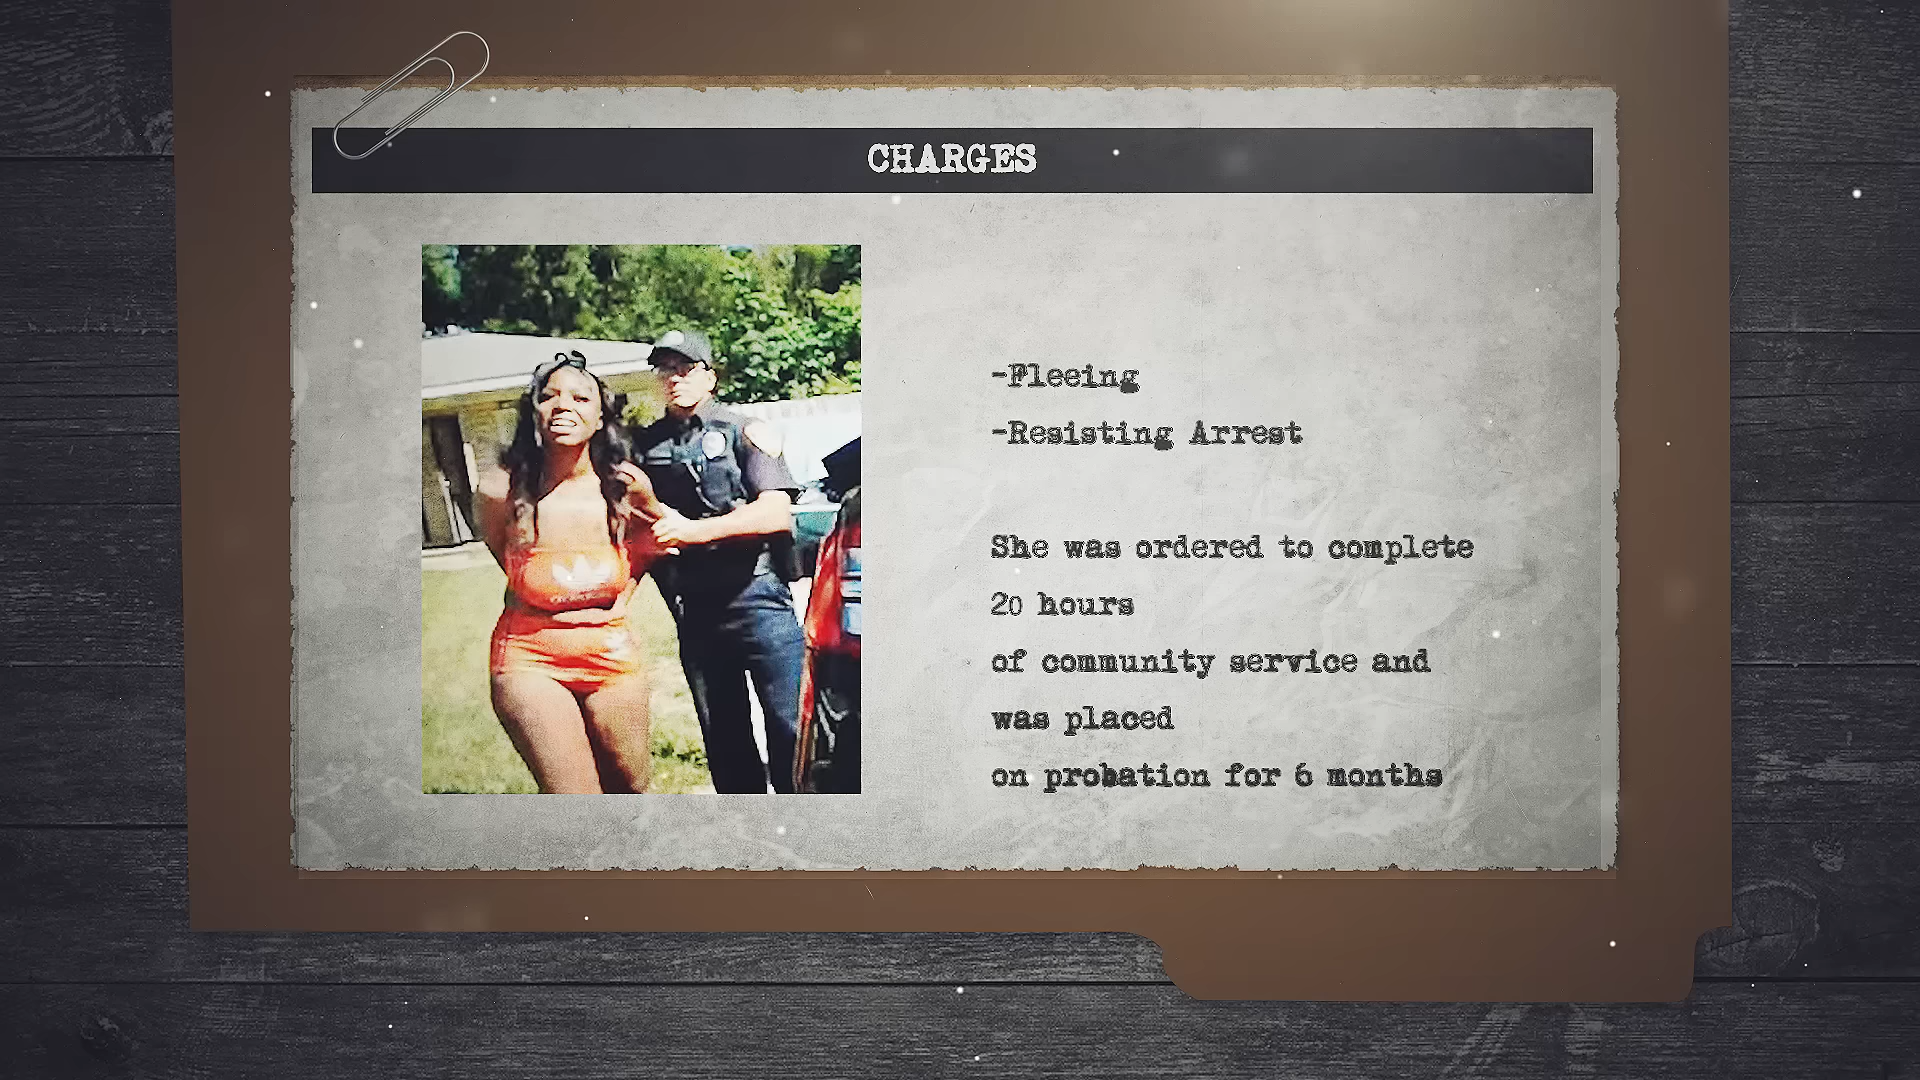 CHARGES
-Fleeing
-Resisting Arrest
She was ordered to complete
20 hours
of community service and
was placed
on probation for 6 months